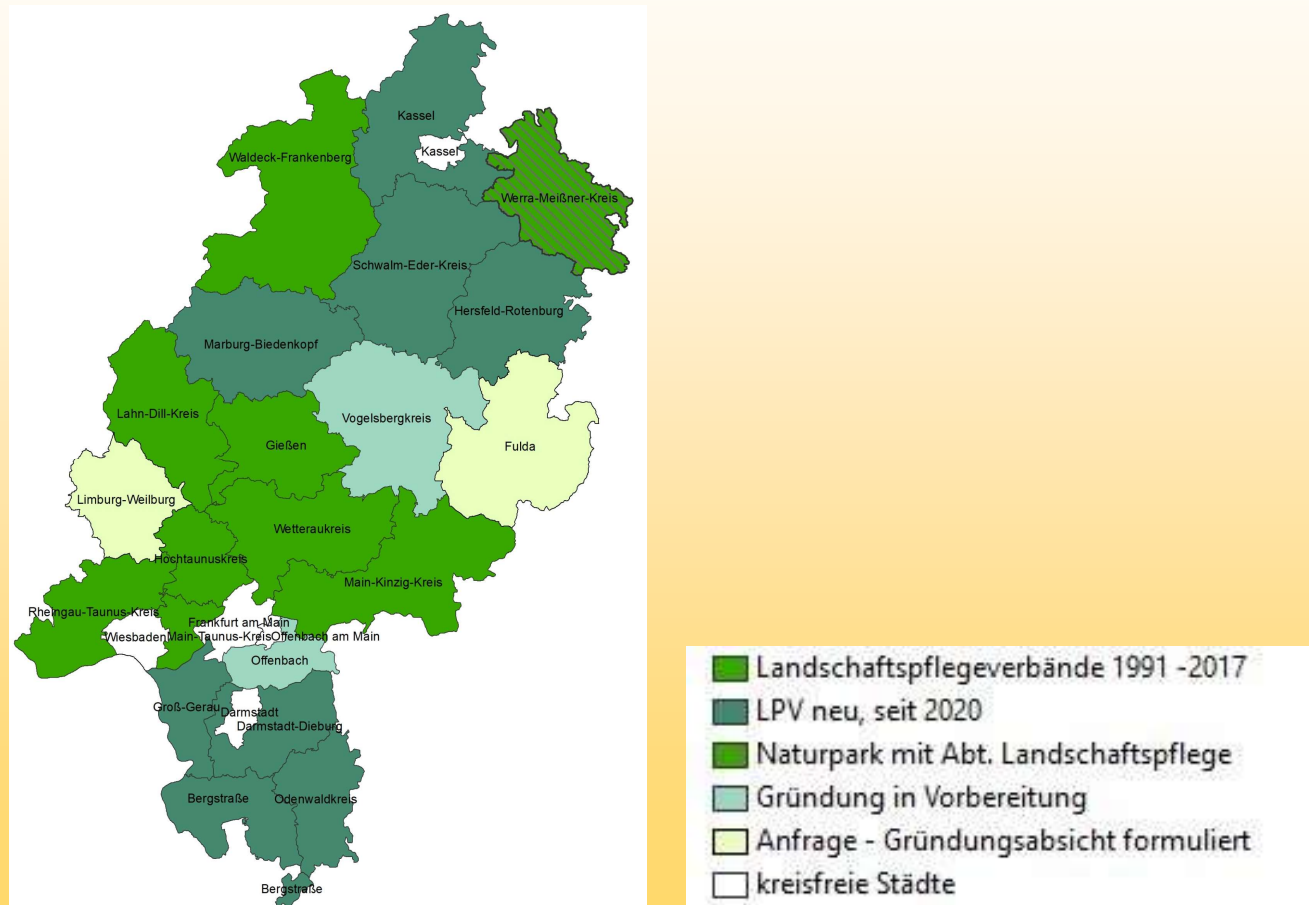 Kassel
Kassel
Waldeck-Frankenberg
Werra-Meißner-Kreis
Schwalm-Eder-Kreis
Hersfeld-Rotenburg
Marburg-Biedenkopf
Lahn-Dill-Kreis
Vogelsbergkreis
Gießen
Fulda
Limburg-Weilburg
Wetteraukreis
Hochtaunuskreis
Main-Kinzig-Kreis
Rheingau-Taunus-Kreis
Frankfurt am Main
Wiesbaden
Main-Taunus-Kreis
Offenbach am Main
Offenbach
Groß-Gerau
Darmstadt
Darmstadt-Dieburg
Bergstraße
Odenwaldkreis
Bergstraße
Landschaftspflegeverbände 1991 -2017
LPV neu, seit 2020
Naturpark mit Abt. Landschaftspflege
Gründung in Vorbereitung
Anfrage - Gründungsabsicht formuliert
kreisfreie Städte